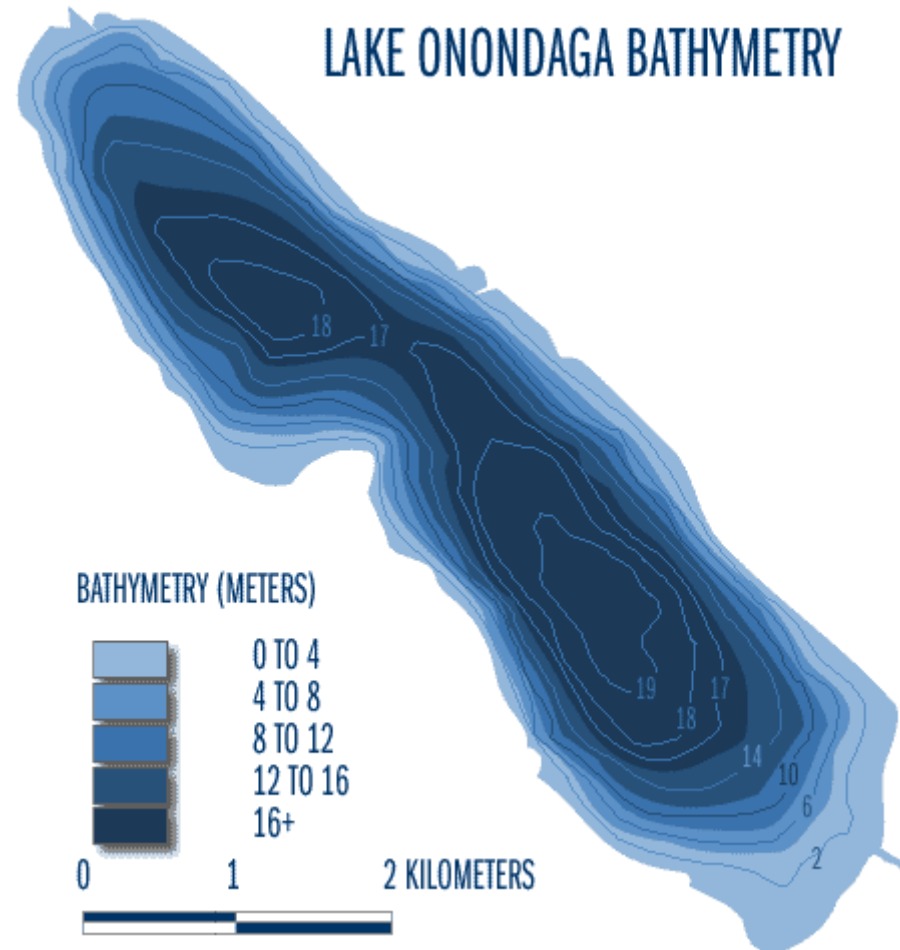 LAKE ONONDAGA BATHYMETRY
18
17
BATHYMETRY (METERS)
0 TO 4
4 TO 8
8 TO 12
12 TO 16
16+
19
18
17
14
10
6
2
0 1 2 KILOMETERS